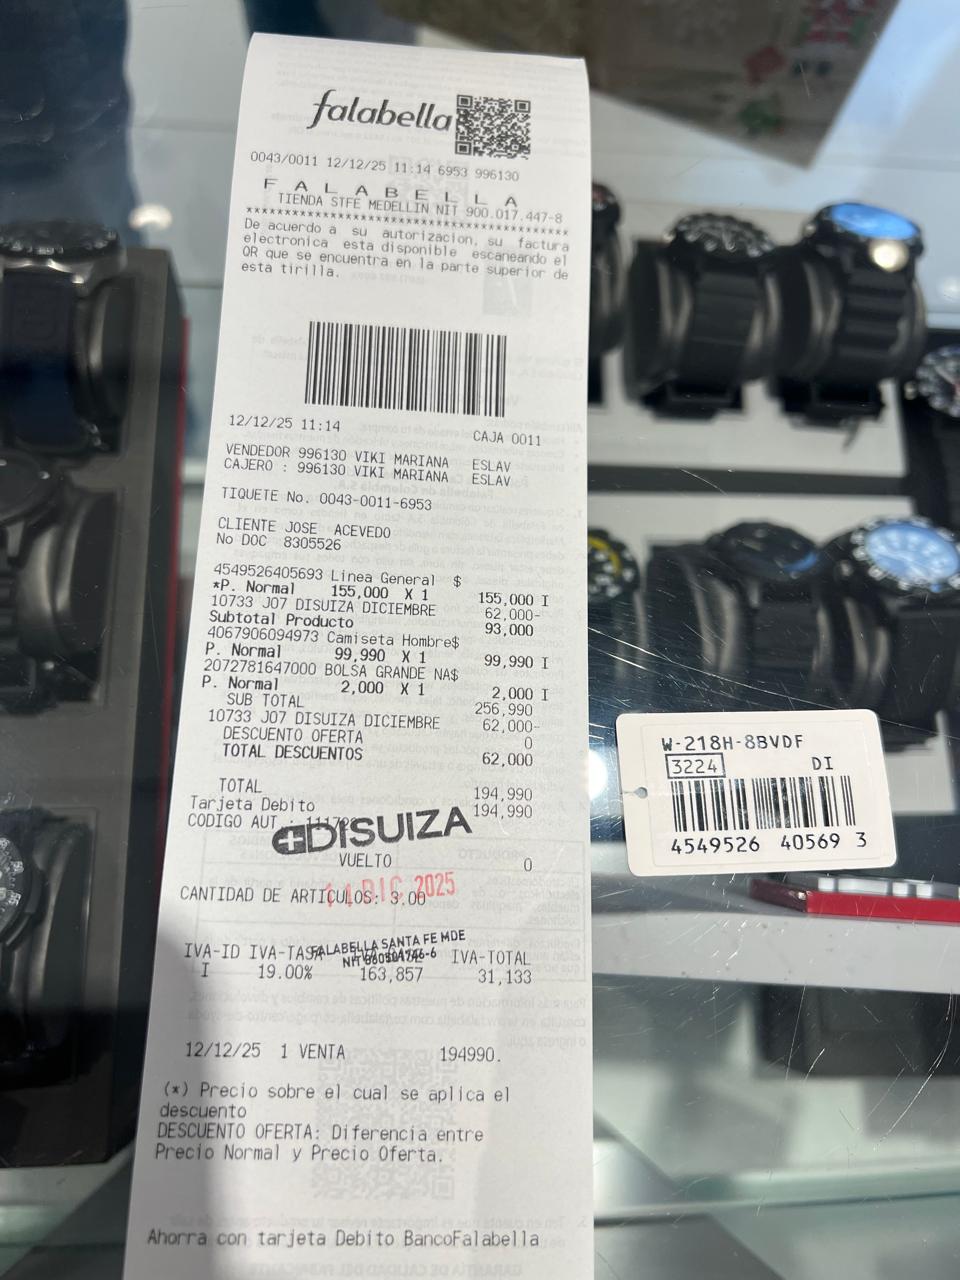 falabella
0043/0011 12/12/25 11:14 6953 996130
F A L A B E L L A
TIENDA STFE MEDELLIN NIT 900.017.447-8
****************************************
De acuerdo a su autorizacion, su factura
electronica esta disponible escaneando el
QR que se encuentra en la parte superior de
esta tirilla.
12/12/25 11:14 CAJA 0011
VENDEDOR 996130 VIKI MARIANA ESLAV
CAJERO : 996130 VIKI MARIANA ESLAV
TIQUETE No. 0043-0011-6953
CLIENTE JOSE ACEVEDO
No DOC 8305526
4549526405693 Linea General $
*P. Normal 155,000 X 1 155,000 I
10733 J07 DISUIZA DICIEMBRE 62,000-
Subtotal Producto 93,000
4067906094973 Camiseta Hombre$
P. Normal 99,990 X 1 99,990 I
2072781647000 BOLSA GRANDE NA$
P. Normal 2,000 X 1 2,000 I
SUB TOTAL 256,990
10733 J07 DISUIZA DICIEMBRE 62,000-
DESCUENTO OFERTA 0
TOTAL DESCUENTOS 62,000
TOTAL 194,990
Tarjeta Debito 194,990
CODIGO AUT :
DISUIZA
VUELTO 0
DIC 2025
CANTIDAD DE ARTICULOS: 3.00
FALABELLA SANTA FE MDE
IVA-ID IVA-TASA IVA-TOTAL
I 19.00% 163,857 31,133
12/12/25 1 VENTA 194990.
(*) Precio sobre el cual se aplica el
descuento
DESCUENTO OFERTA: Diferencia entre
Precio Normal y Precio Oferta.
Ahorra con tarjeta Debito BancoFalabella
W-218H-8BVDF
3224 DI
4549526 40569 3